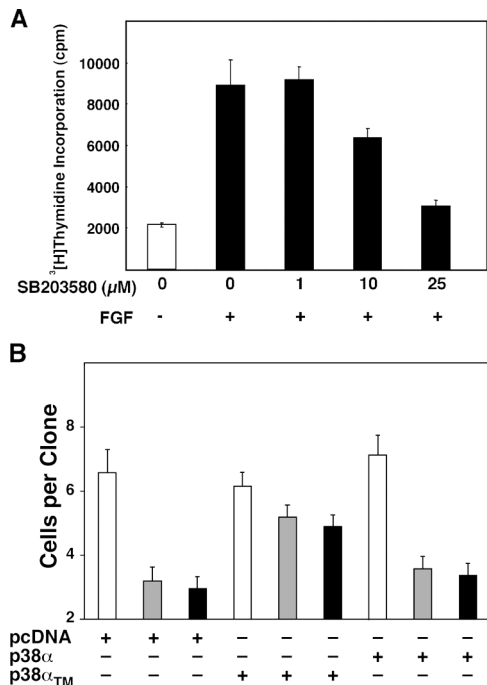 A
³[H]Thymidine Incorporation (cpm)
10000
8000
6000
4000
2000
SB203580 (µM) 0 0 1 10 25
FGF - + + + +
B
Cells per Clone
8
6
4
2
pcDNA + + + – – – – – –
p38α – – – – – – + + +
p38αTM – – – + + + – – –